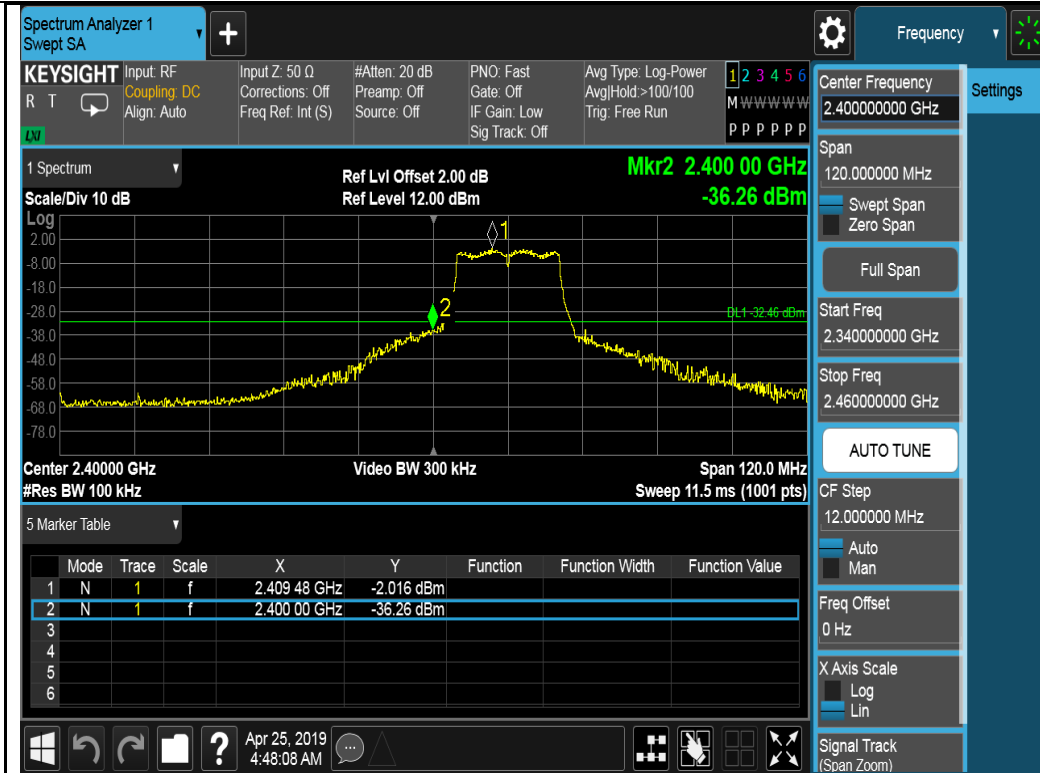 Spectrum Analyzer 1
Swept SA
+
Frequency
KEYSIGHT
R T
LXI
Input: RF
Coupling: DC
Align: Auto
Input Z: 50 Ω
Corrections: Off
Freq Ref: Int (S)
#Atten: 20 dB
Preamp: Off
Source: Off
PNO: Fast
Gate: Off
IF Gain: Low
Sig Track: Off
Avg Type: Log-Power
Avg|Hold:>100/100
Trig: Free Run
1 2 3 4 5 6
M W W W W W
P P P P P P
1 Spectrum
Scale/Div 10 dB
Ref Lvl Offset 2.00 dB
Ref Level 12.00 dBm
Mkr2 2.400 00 GHz
-36.26 dBm
Log
2.00
-8.00
-18.0
-28.0
-38.0
-48.0
-58.0
-68.0
-78.0
1
2
DL1 -32.46 dBm
Center 2.40000 GHz
#Res BW 100 kHz
Video BW 300 kHz
Span 120.0 MHz
Sweep 11.5 ms (1001 pts)
5 Marker Table
Mode Trace Scale X Y Function Function Width Function Value
1 N 1 f 2.409 48 GHz -2.016 dBm
2 N 1 f 2.400 00 GHz -36.26 dBm
3
4
5
6
?
Apr 25, 2019
4:48:08 AM
Center Frequency
2.400000000 GHz
Settings
Span
120.000000 MHz
Swept Span
Zero Span
Full Span
Start Freq
2.340000000 GHz
Stop Freq
2.460000000 GHz
AUTO TUNE
CF Step
12.000000 MHz
Auto
Man
Freq Offset
0 Hz
X Axis Scale
Log
Lin
Signal Track
(Span Zoom)